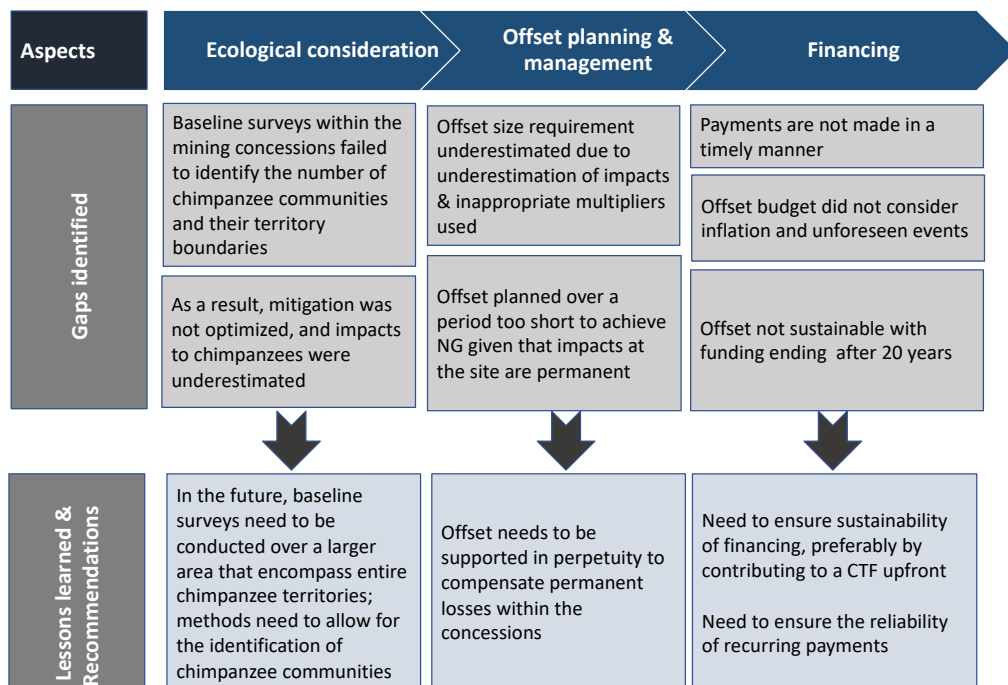 Aspects
Ecological consideration
Offset planning &
management
Financing
Gaps identified
Baseline surveys within the
mining concessions failed
to identify the number of
chimpanzee communities
and their territory
boundaries
As a result, mitigation was
not optimized, and impacts
to chimpanzees were
underestimated
Offset size requirement
underestimated due to
underestimation of impacts
& inappropriate multipliers
used
Offset planned over a
period too short to achieve
NG given that impacts at
the site are permanent
Payments are not made in a
timely manner
Offset budget did not consider
inflation and unforeseen events
Offset not sustainable with
funding ending after 20 years
Lessons learned &
Recommendations
In the future, baseline
surveys need to be
conducted over a larger
area that encompass entire
chimpanzee territories;
methods need to allow for
the identification of
chimpanzee communities
Offset needs to be
supported in perpetuity to
compensate permanent
losses within the
concessions
Need to ensure sustainability
of financing, preferably by
contributing to a CTF upfront
Need to ensure the reliability
of recurring payments